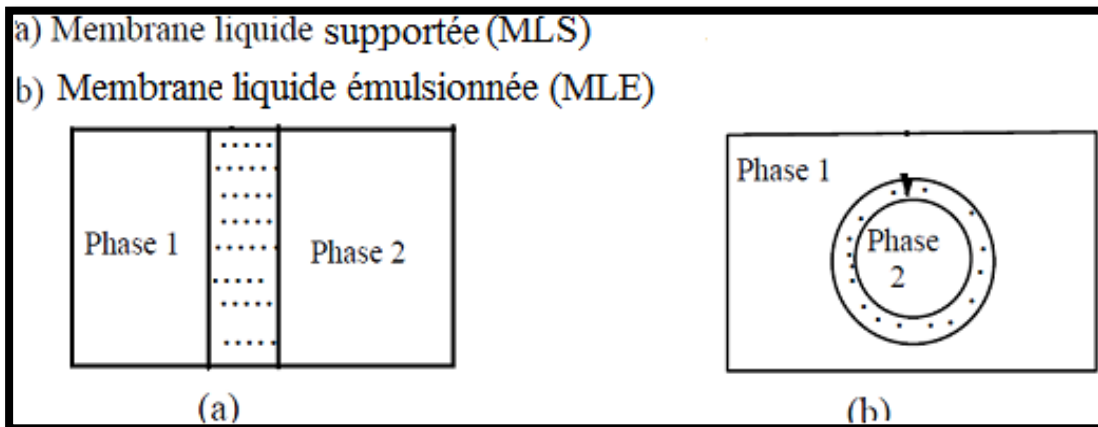 a) Membrane liquide supportée (MLS)
b) Membrane liquide émulsionnée (MLE)
Phase 1
Phase 2
(a)
Phase 1
Phase
2
(b)